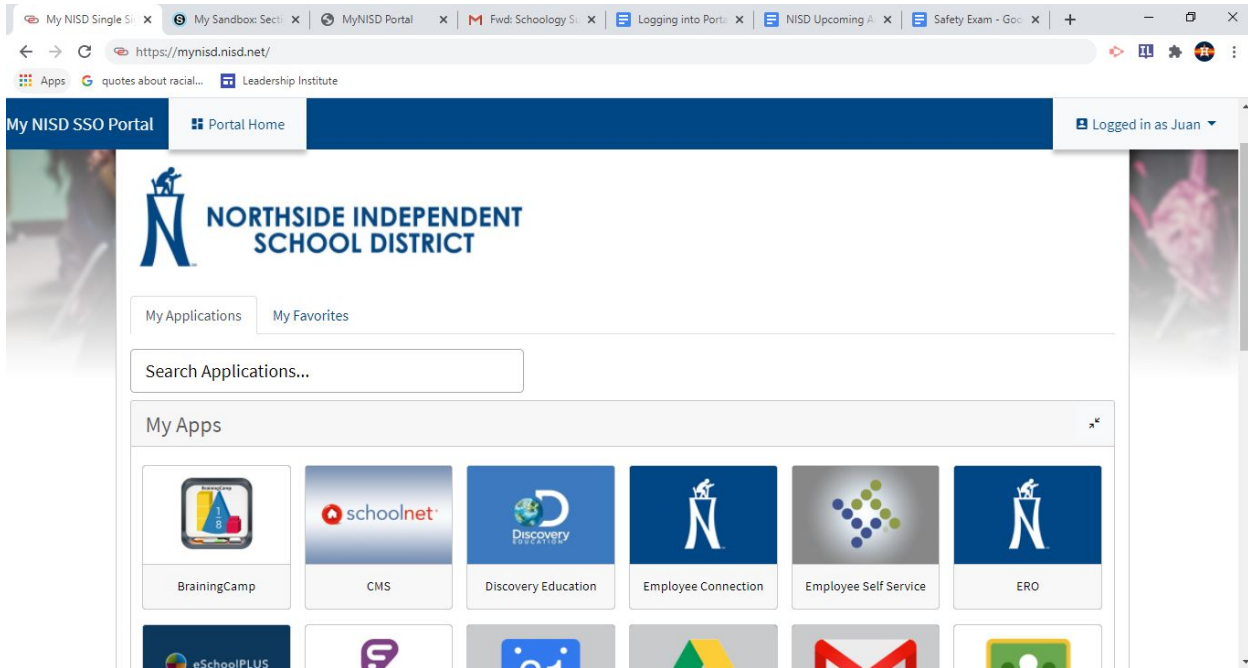 My NISD Single Si
My Sandbox: Secti
MyNISD Portal
Fwd: Schoology Su
Logging into Porta
NISD Upcoming A
Safety Exam - Goo
https://mynisd.nisd.net/
Apps
quotes about racial...
Leadership Institute
My NISD SSO Portal
Portal Home
Logged in as Juan
NORTHSIDE INDEPENDENT
SCHOOL DISTRICT
My Applications
My Favorites
Search Applications...
My Apps
schoolnet
DISCOVERY
EDUCATION
BrainingCamp
CMS
Discovery Education
Employee Connection
Employee Self Service
ERO
eSchoolPLUS